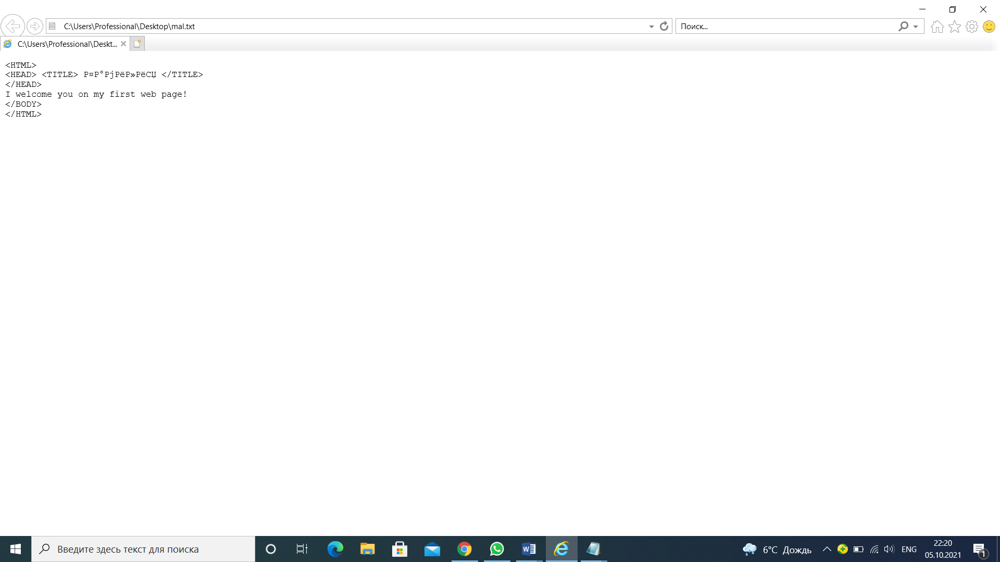 C:\Users\Professional\Desktop\mal.txt
Поиск...
C:\Users\Professional\Deskt...
<HTML>
<HEAD> <TITLE> Р¤Р°РјРёР»РёСЏ </TITLE>
</HEAD>
I welcome you on my first web page!
</BODY>
</HTML>
Введите здесь текст для поиска
6°C Дождь
ENG
22:20
05.10.2021
1